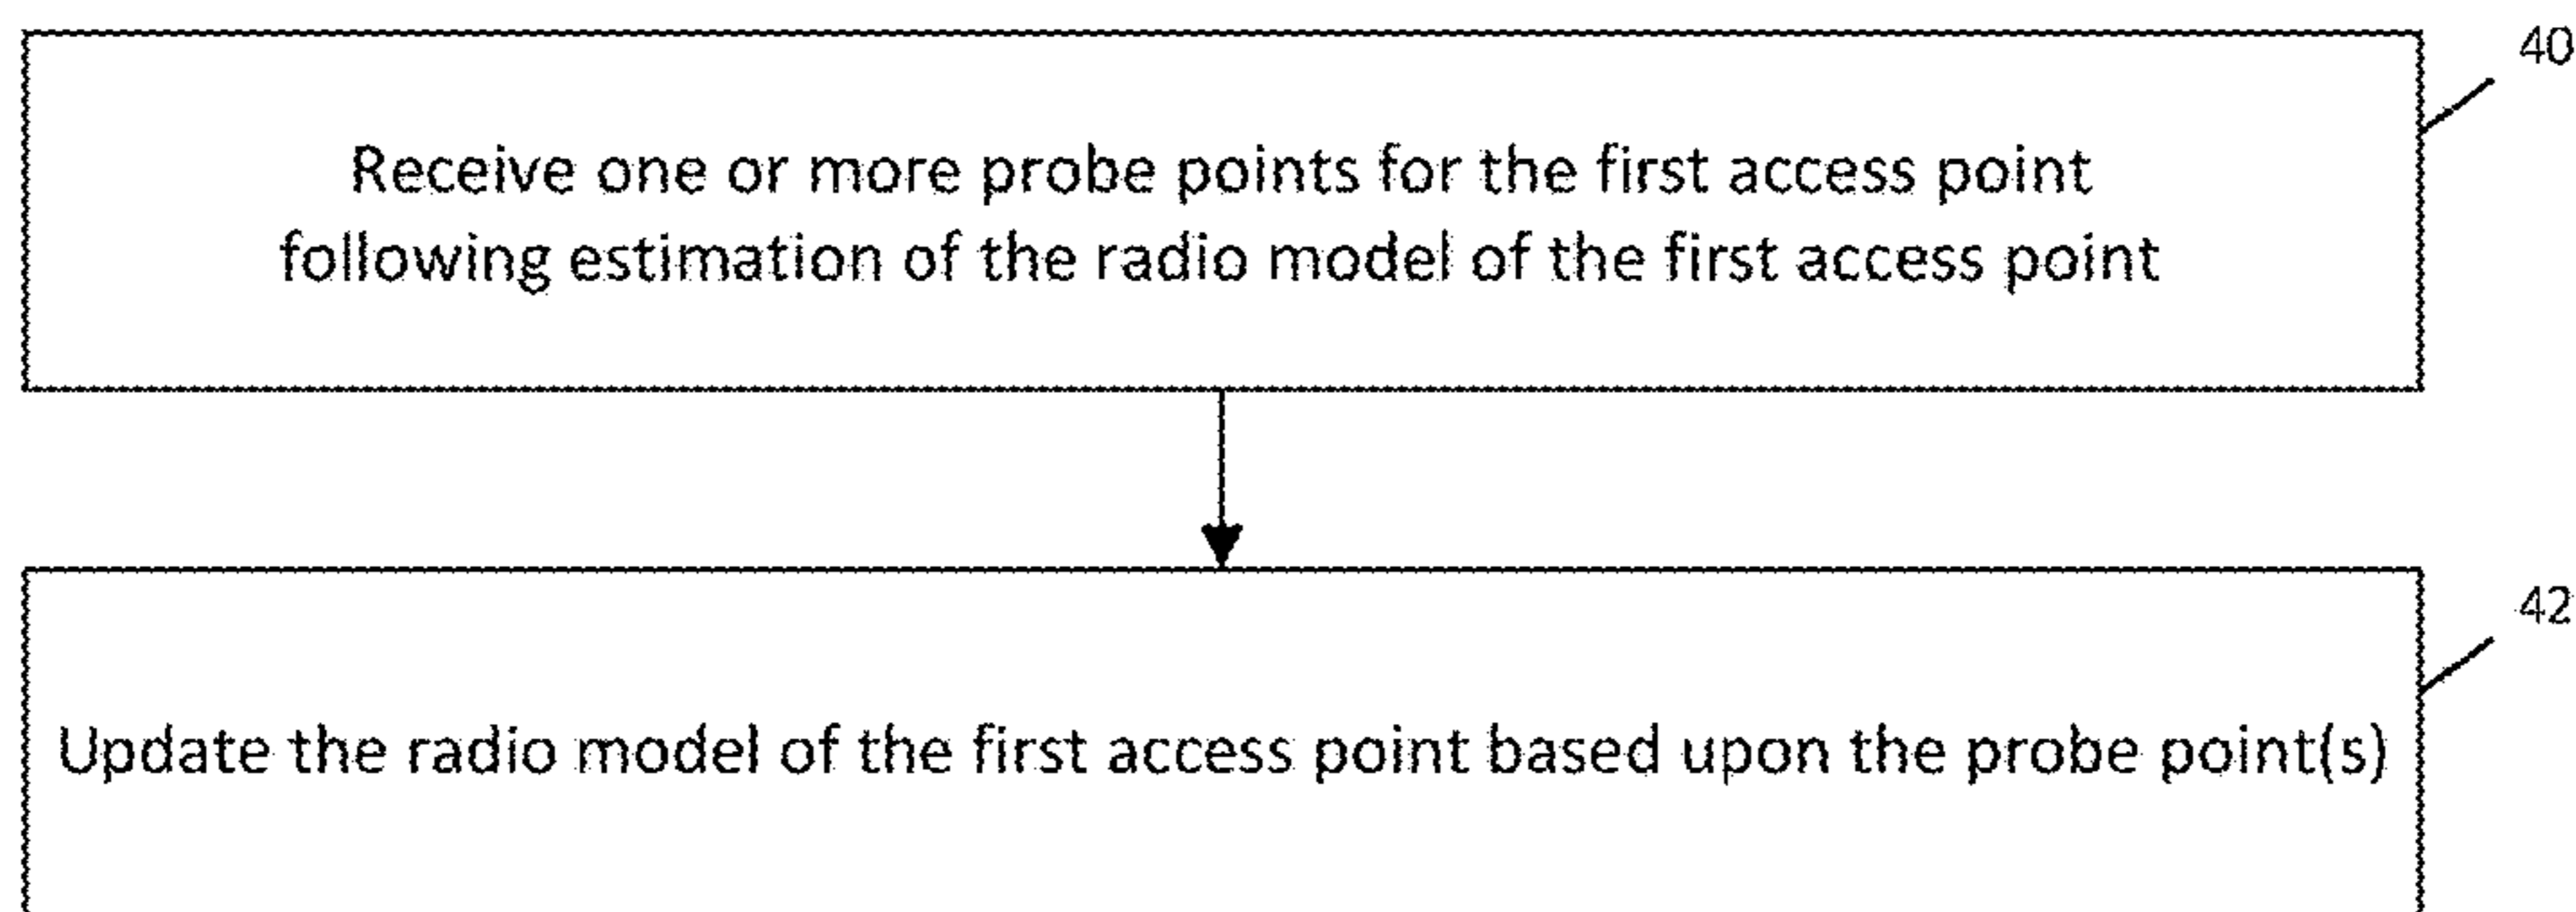 40
Receive one or more probe points for the first access point
following estimation of the radio model of the first access point
42
Update the radio model of the first access point based upon the probe point(s)